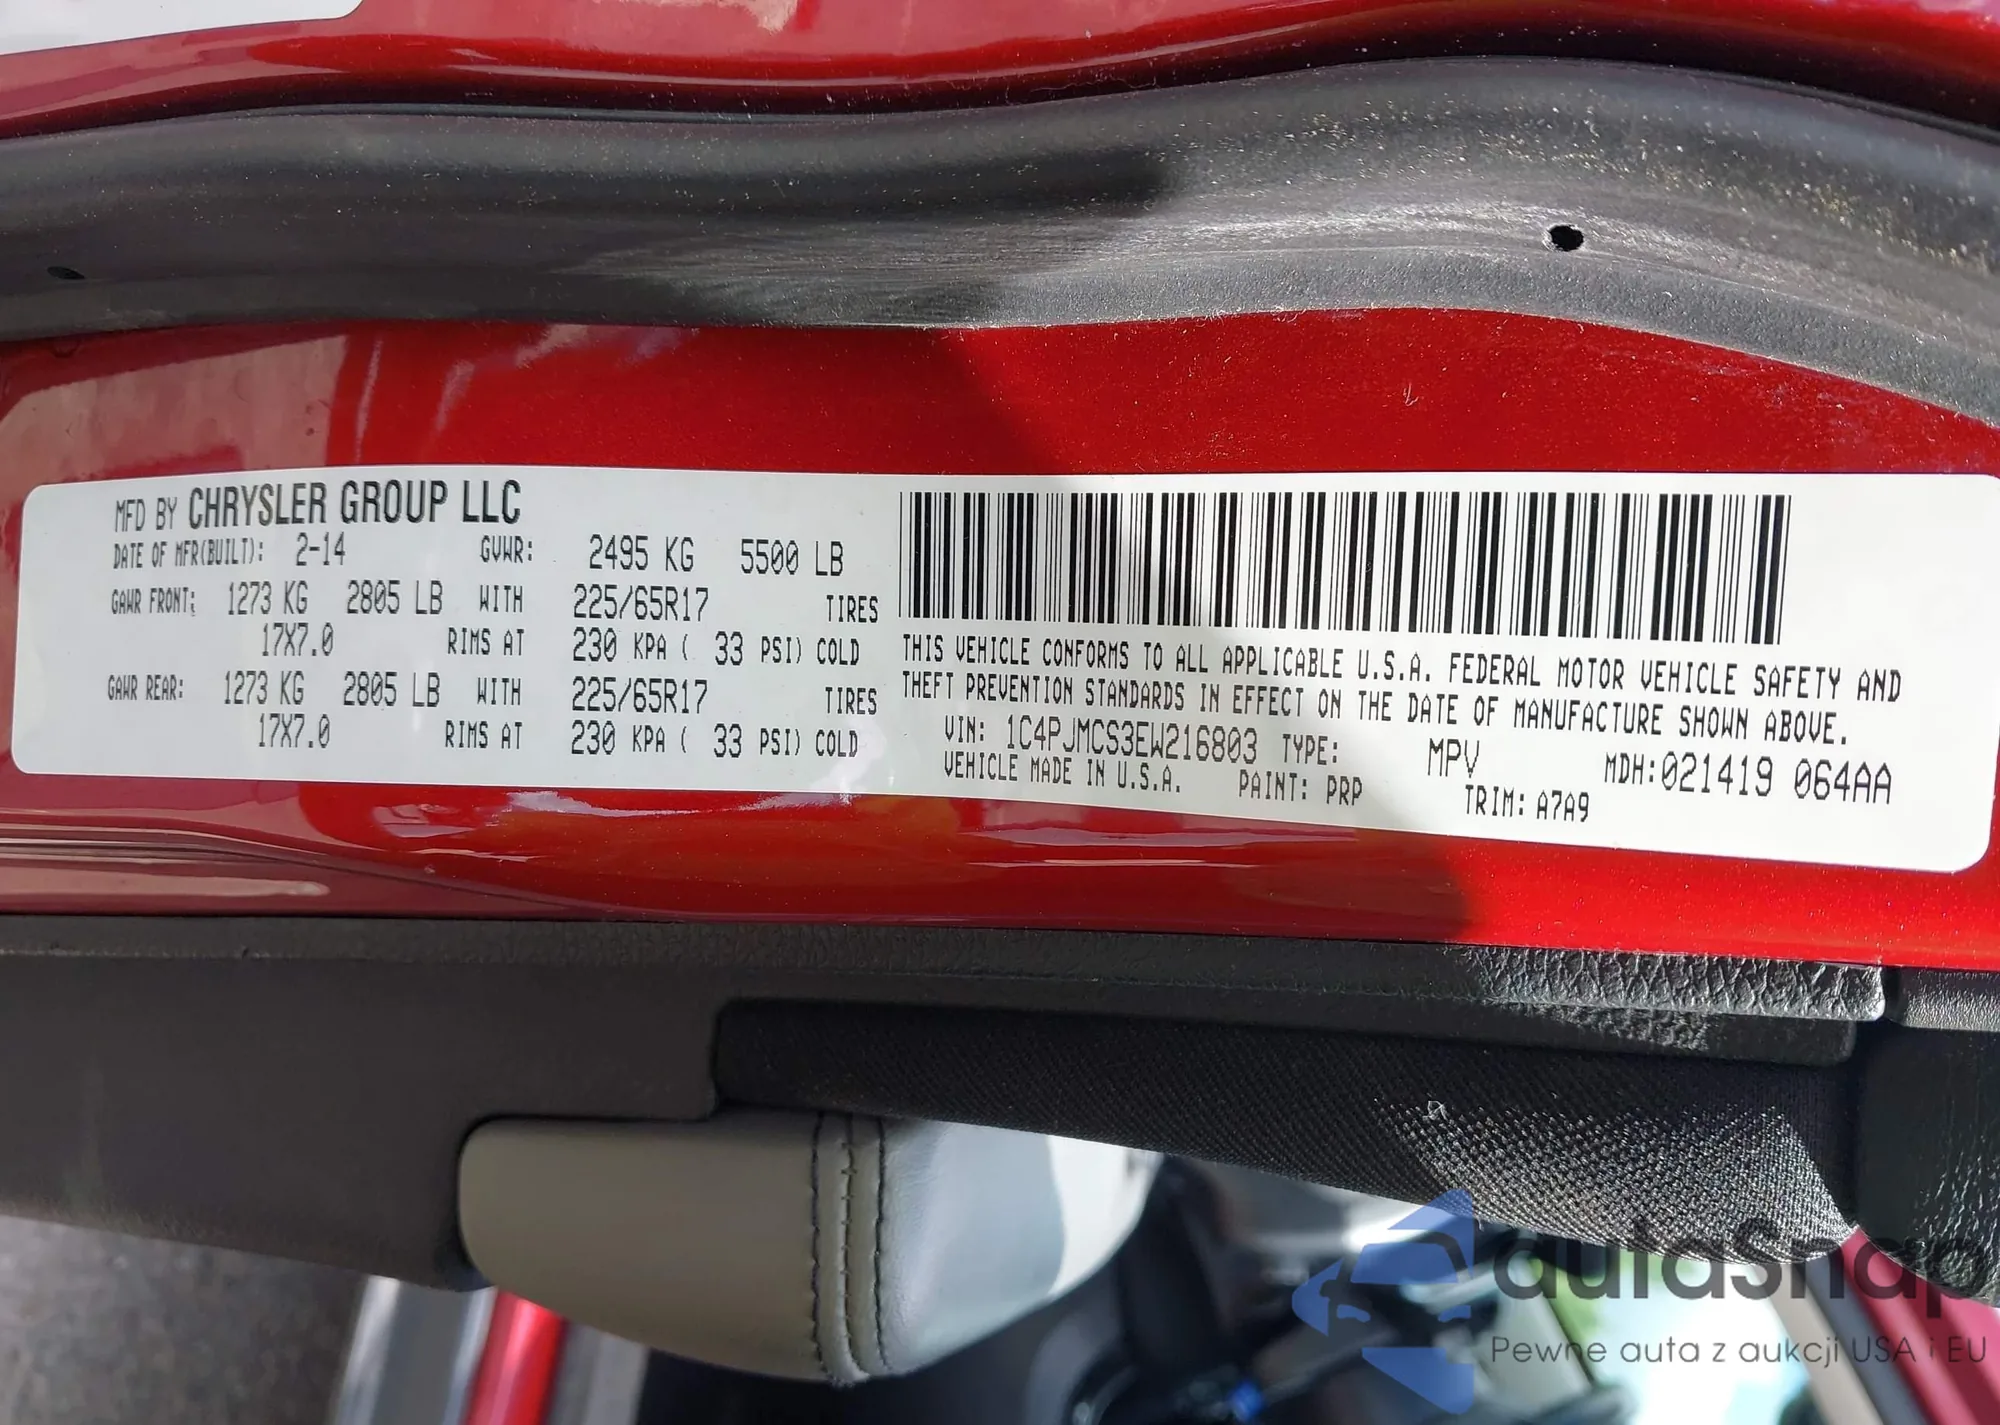 MFD BY CHRYSLER GROUP LLC
DATE OF MFR(BUILT): 2-14 GVWR: 2495 KG 5500 LB
GAWR FRONT: 1273 KG 2805 LB WITH 225/65R17 TIRES
17X7.0 RIMS AT 230 KPA ( 33 PSI) COLD
GAWR REAR: 1273 KG 2805 LB WITH 225/65R17 TIRES
17X7.0 RIMS AT 230 KPA ( 33 PSI) COLD
THIS VEHICLE CONFORMS TO ALL APPLICABLE U.S.A. FEDERAL MOTOR VEHICLE SAFETY AND
THEFT PREVENTION STANDARDS IN EFFECT ON THE DATE OF MANUFACTURE SHOWN ABOVE.
VIN: 1C4PJMCS3EW216803 TYPE: MPV MDH:021419 064AA
VEHICLE MADE IN U.S.A. PAINT: PRP TRIM: A7A9
autasnap
Pewne auta z aukcji USA i EU